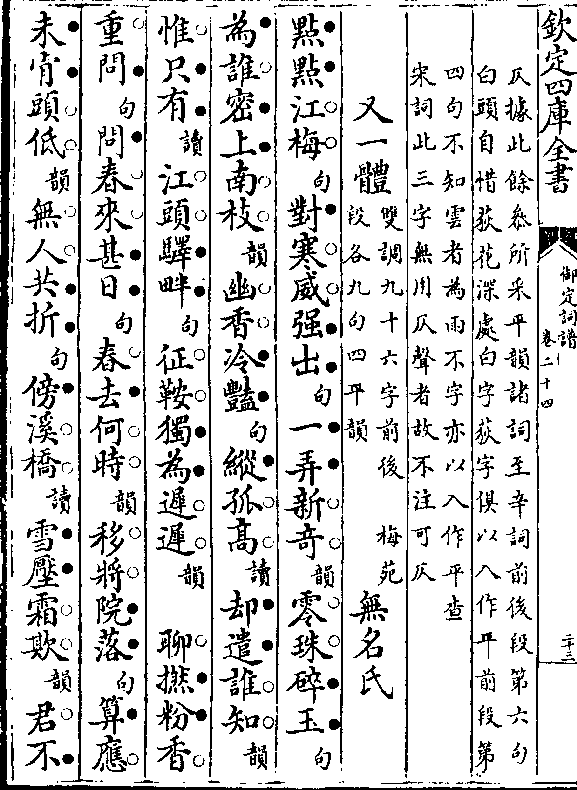 欽定四庫全書
御定詞譜
卷二十四
二十三
仄據此餘叅所采平韻諸詞至辛詞前後段第六句
白頭自惜荻花深處白字荻字俱以入作平前段第
四句不知雲者為雨不字亦以入作平查
宋詞此三字無用仄聲者故不注可仄
又一體 雙調九十六字前後段各九句四平韻 梅苑 無名氏
點點江梅句對寒威强出句一弄新奇韻零珠碎玉句
為誰密上南枝韻幽香冷豔句縱孤高讀却遣誰知韻
惟只有讀江頭驛畔句征鞍獨為遲遲韻 聊撚粉香
重問句問春來甚日句春去何時韻移將院落句算應
未肯頭低韻無人共折句傍溪橋讀雪壓霜欺韻君不